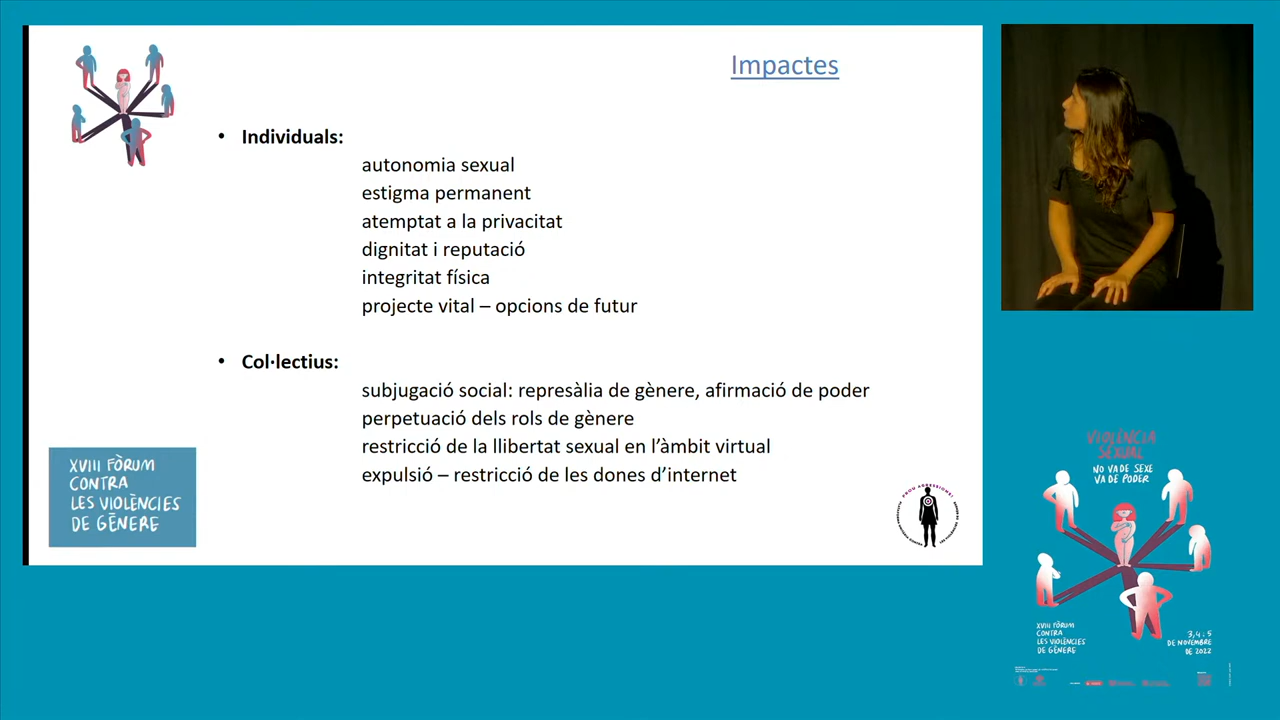 Impactes
• Individuals:
autonomia sexual
estigma permanent
atemptat a la privacitat
dignitat i reputació
integritat física
projecte vital – opcions de futur
• Col·lectius:
subjugació social: represàlia de gènere, afirmació de poder
perpetuació dels rols de gènere
restricció de la llibertat sexual en l’àmbit virtual
expulsió – restricció de les dones d’internet
XVIII FÒRUM
CONTRA
LES VIOLÈNCIES
DE GÈNERE
PROU AGRESSIONS!
VIOLÈNCIA
SEXUAL
NO VA DE SEXE
VA DE PODER
XVIII FÒRUM
CONTRA
LES VIOLÈNCIES
DE GÈNERE
3, 4 i 5
DE NOVEMBRE
DE 2022